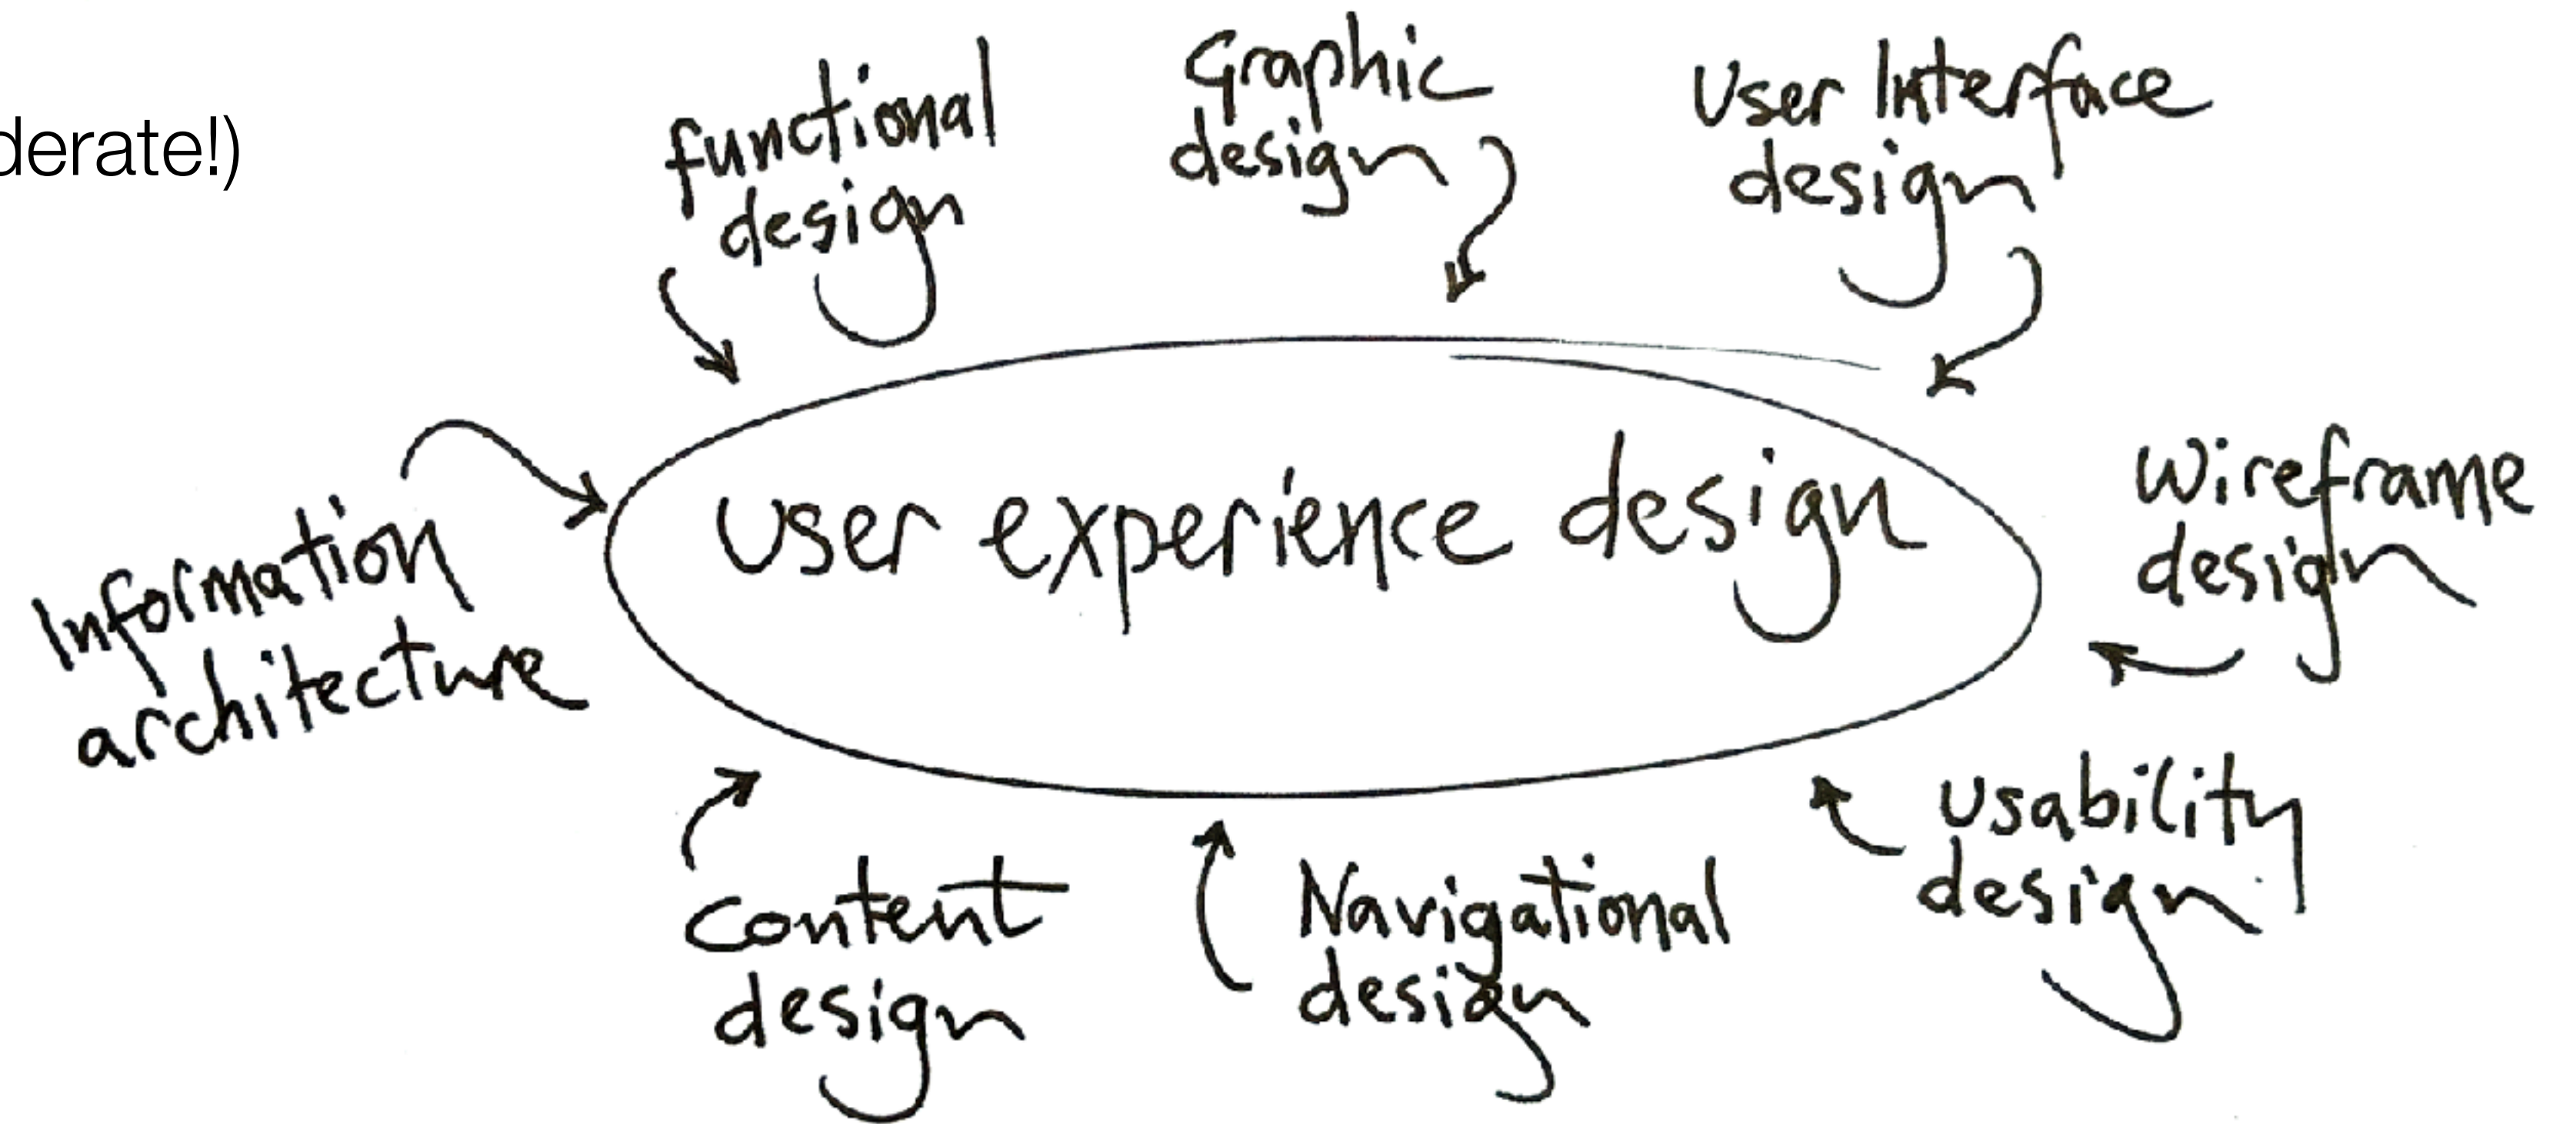 derate!)
functional
design
Graphic
design
User Interface
design
Information
architecture
user experience design
Wireframe
design
Content
design
Navigational
design
Usability
design